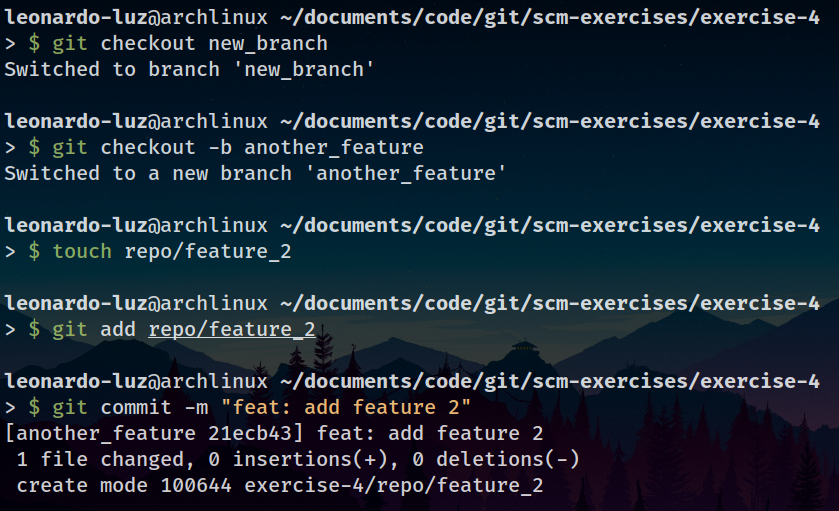 leonardo-luz@archlinux ~/documents/code/git/scm-exercises/exercise-4
> $ git checkout new_branch
Switched to branch 'new_branch'
leonardo-luz@archlinux ~/documents/code/git/scm-exercises/exercise-4
> $ git checkout -b another_feature
Switched to a new branch 'another_feature'
leonardo-luz@archlinux ~/documents/code/git/scm-exercises/exercise-4
> $ touch repo/feature_2
leonardo-luz@archlinux ~/documents/code/git/scm-exercises/exercise-4
> $ git add repo/feature_2
leonardo-luz@archlinux ~/documents/code/git/scm-exercises/exercise-4
> $ git commit -m "feat: add feature 2"
[another_feature 21ecb43] feat: add feature 2
 1 file changed, 0 insertions(+), 0 deletions(-)
 create mode 100644 exercise-4/repo/feature_2